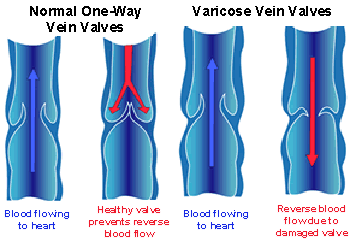 Normal One-Way
Vein Valves
Varicose Vein Valves
Blood flowing
to heart
Healthy valve
prevents reverse
blood flow
Blood flowing
to heart
Reverse blood
flowdue to
damaged valve